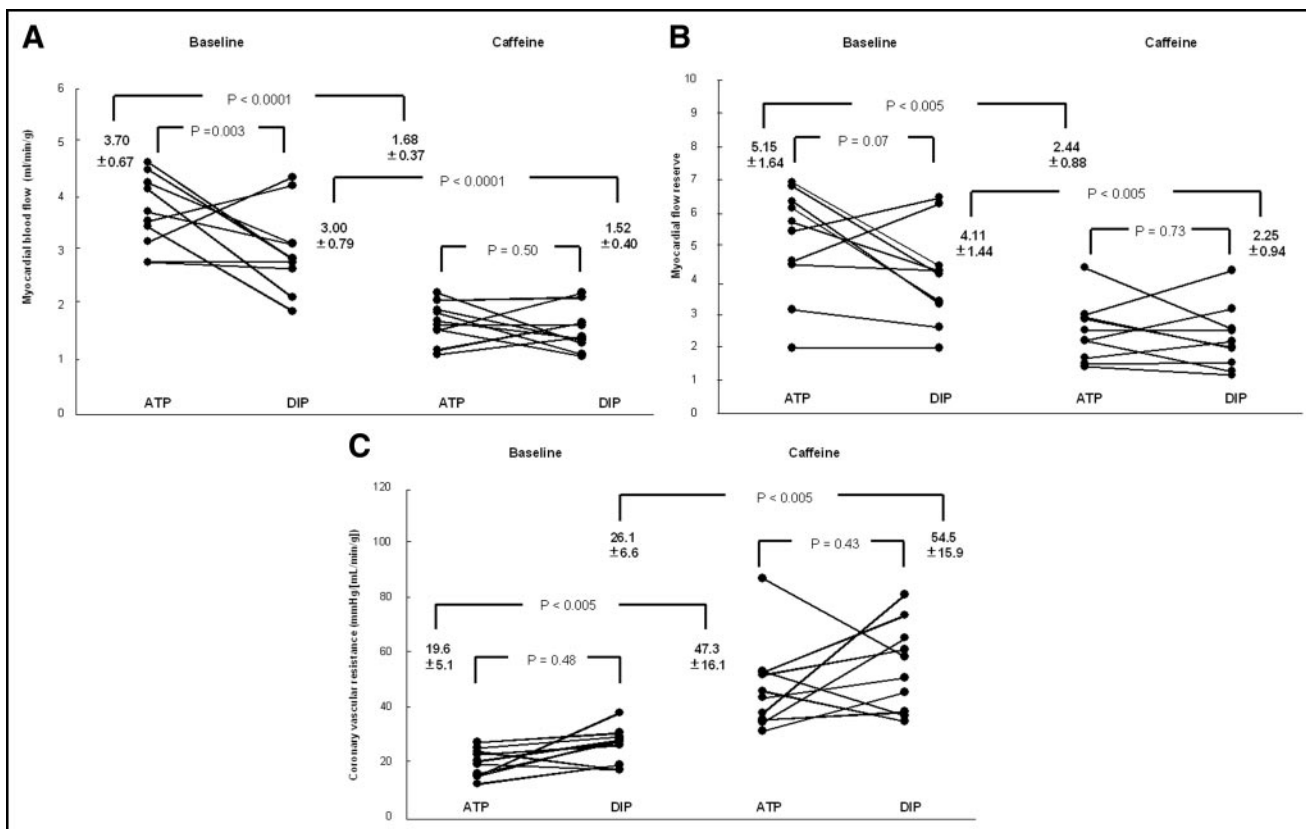 A
Baseline
Caffeine
Myocardial blood flow (ml/min/g)
6
5
4
3
2
1
0
P < 0.0001
P =0.003
3.70
±0.67
1.68
±0.37
P < 0.0001
3.00
±0.79
1.52
±0.40
P = 0.50
ATP
DIP
ATP
DIP
B
Baseline
Caffeine
Myocardial flow reserve
10
9
8
7
6
5
4
3
2
1
0
P < 0.005
P = 0.07
5.15
±1.64
2.44
±0.88
P < 0.005
4.11
±1.44
2.25
±0.94
P = 0.73
ATP
DIP
ATP
DIP
C
Baseline
Caffeine
Coronary vascular resistance (mmHg/[mL/min/g])
120
100
80
60
40
20
0
P < 0.005
26.1
±6.6
54.5
±15.9
P = 0.43
P < 0.005
19.6
±5.1
47.3
±16.1
P = 0.48
ATP
DIP
ATP
DIP